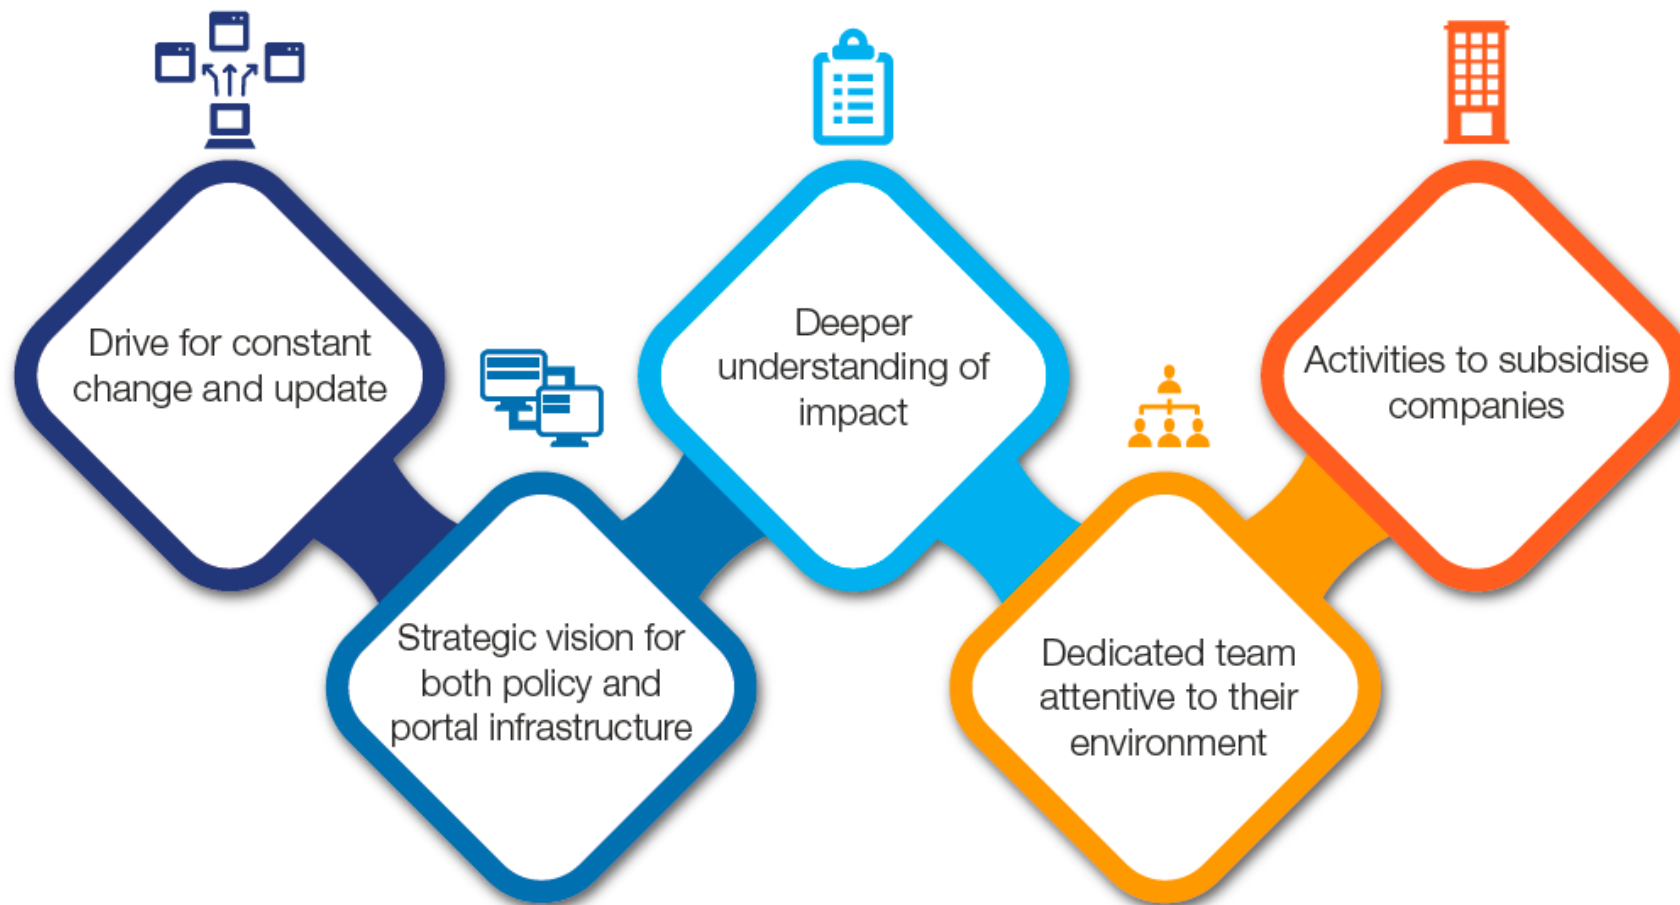 Drive for constant
change and update
Strategic vision for
both policy and
portal infrastructure
Deeper
understanding of
impact
Dedicated team
attentive to their
environment
Activities to subsidise
companies